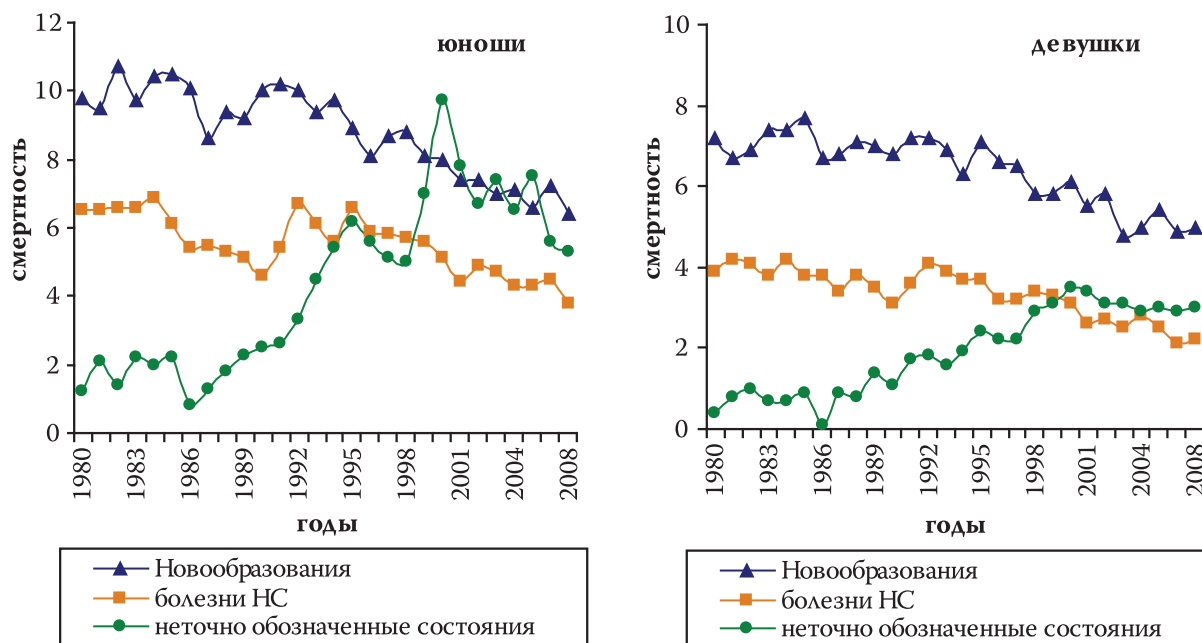 юноши
смертность
12
10
8
6
4
2
0
1980
1983
1986
1989
1992
1995
1998
2001
2004
2008
годы
Новообразования
болезни НС
неточно обозначенные состояния
девушки
смертность
10
8
6
4
2
0
1980
1983
1986
1989
1992
1995
1998
2001
2004
2008
годы
Новообразования
болезни НС
неточно обозначенные состояния